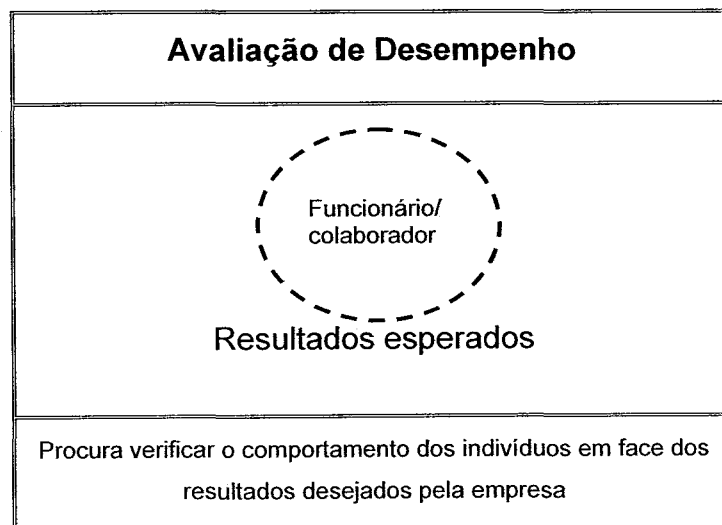 Avaliação de Desempenho
Funcionário/
colaborador
Resultados esperados
Procura verificar o comportamento dos indivíduos em face dos
resultados desejados pela empresa